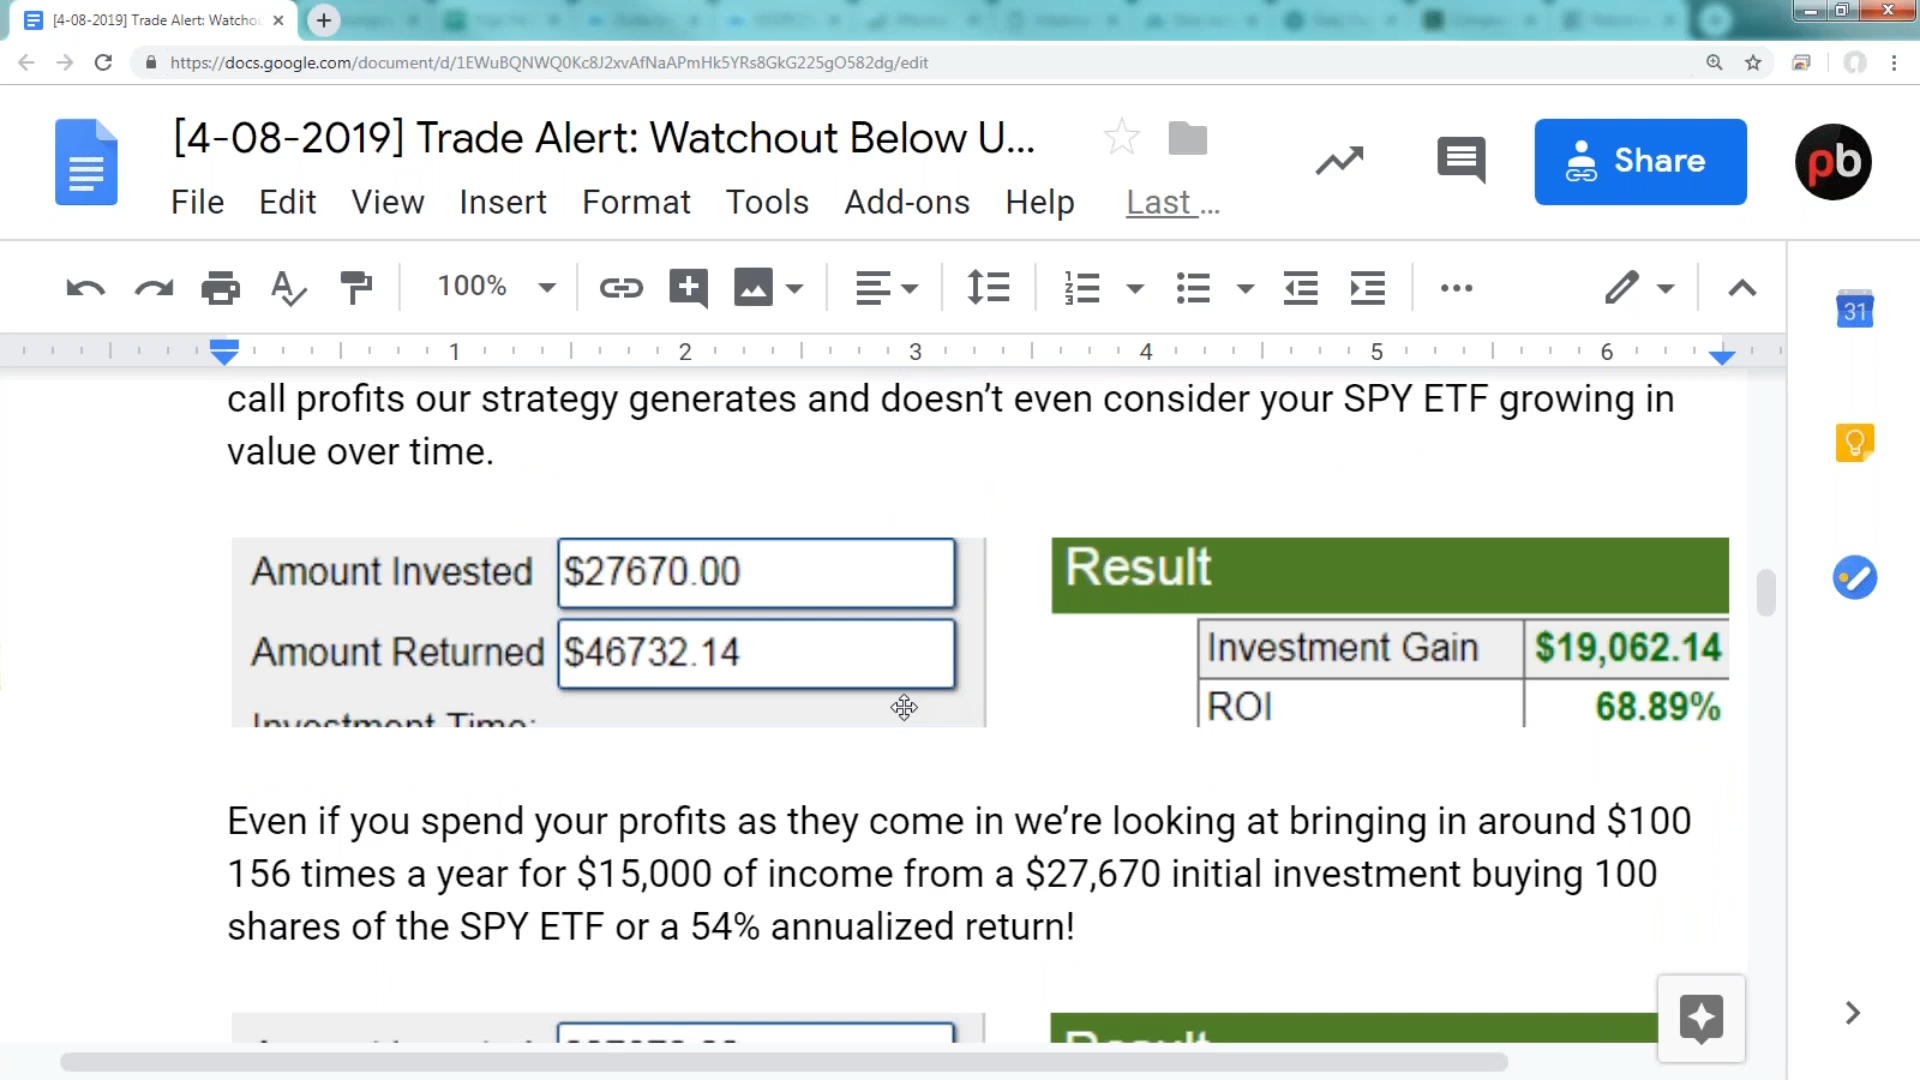 [4-08-2019] Trade Alert: Watchou
https://docs.google.com/document/d/1EWuBQNWQ0Kc8J2xvAfNaAPmHk5YRs8GkG225gO582dg/edit
[4-08-2019] Trade Alert: Watchout Below U...
Share
pb
File Edit View Insert Format Tools Add-ons Help Last ...
100%
31
1 2 3 4 5 6
call profits our strategy generates and doesn't even consider your SPY ETF growing in
value over time.
Amount Invested $27670.00
Result
Amount Returned $46732.14
Investment Gain $19,062.14
ROI 68.89%
Investment Time:
Even if you spend your profits as they come in we're looking at bringing in around $100
156 times a year for $15,000 of income from a $27,670 initial investment buying 100
shares of the SPY ETF or a 54% annualized return!
Result